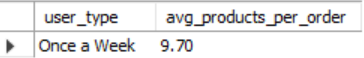 user_type avg_products_per_order
Once a Week 9.70